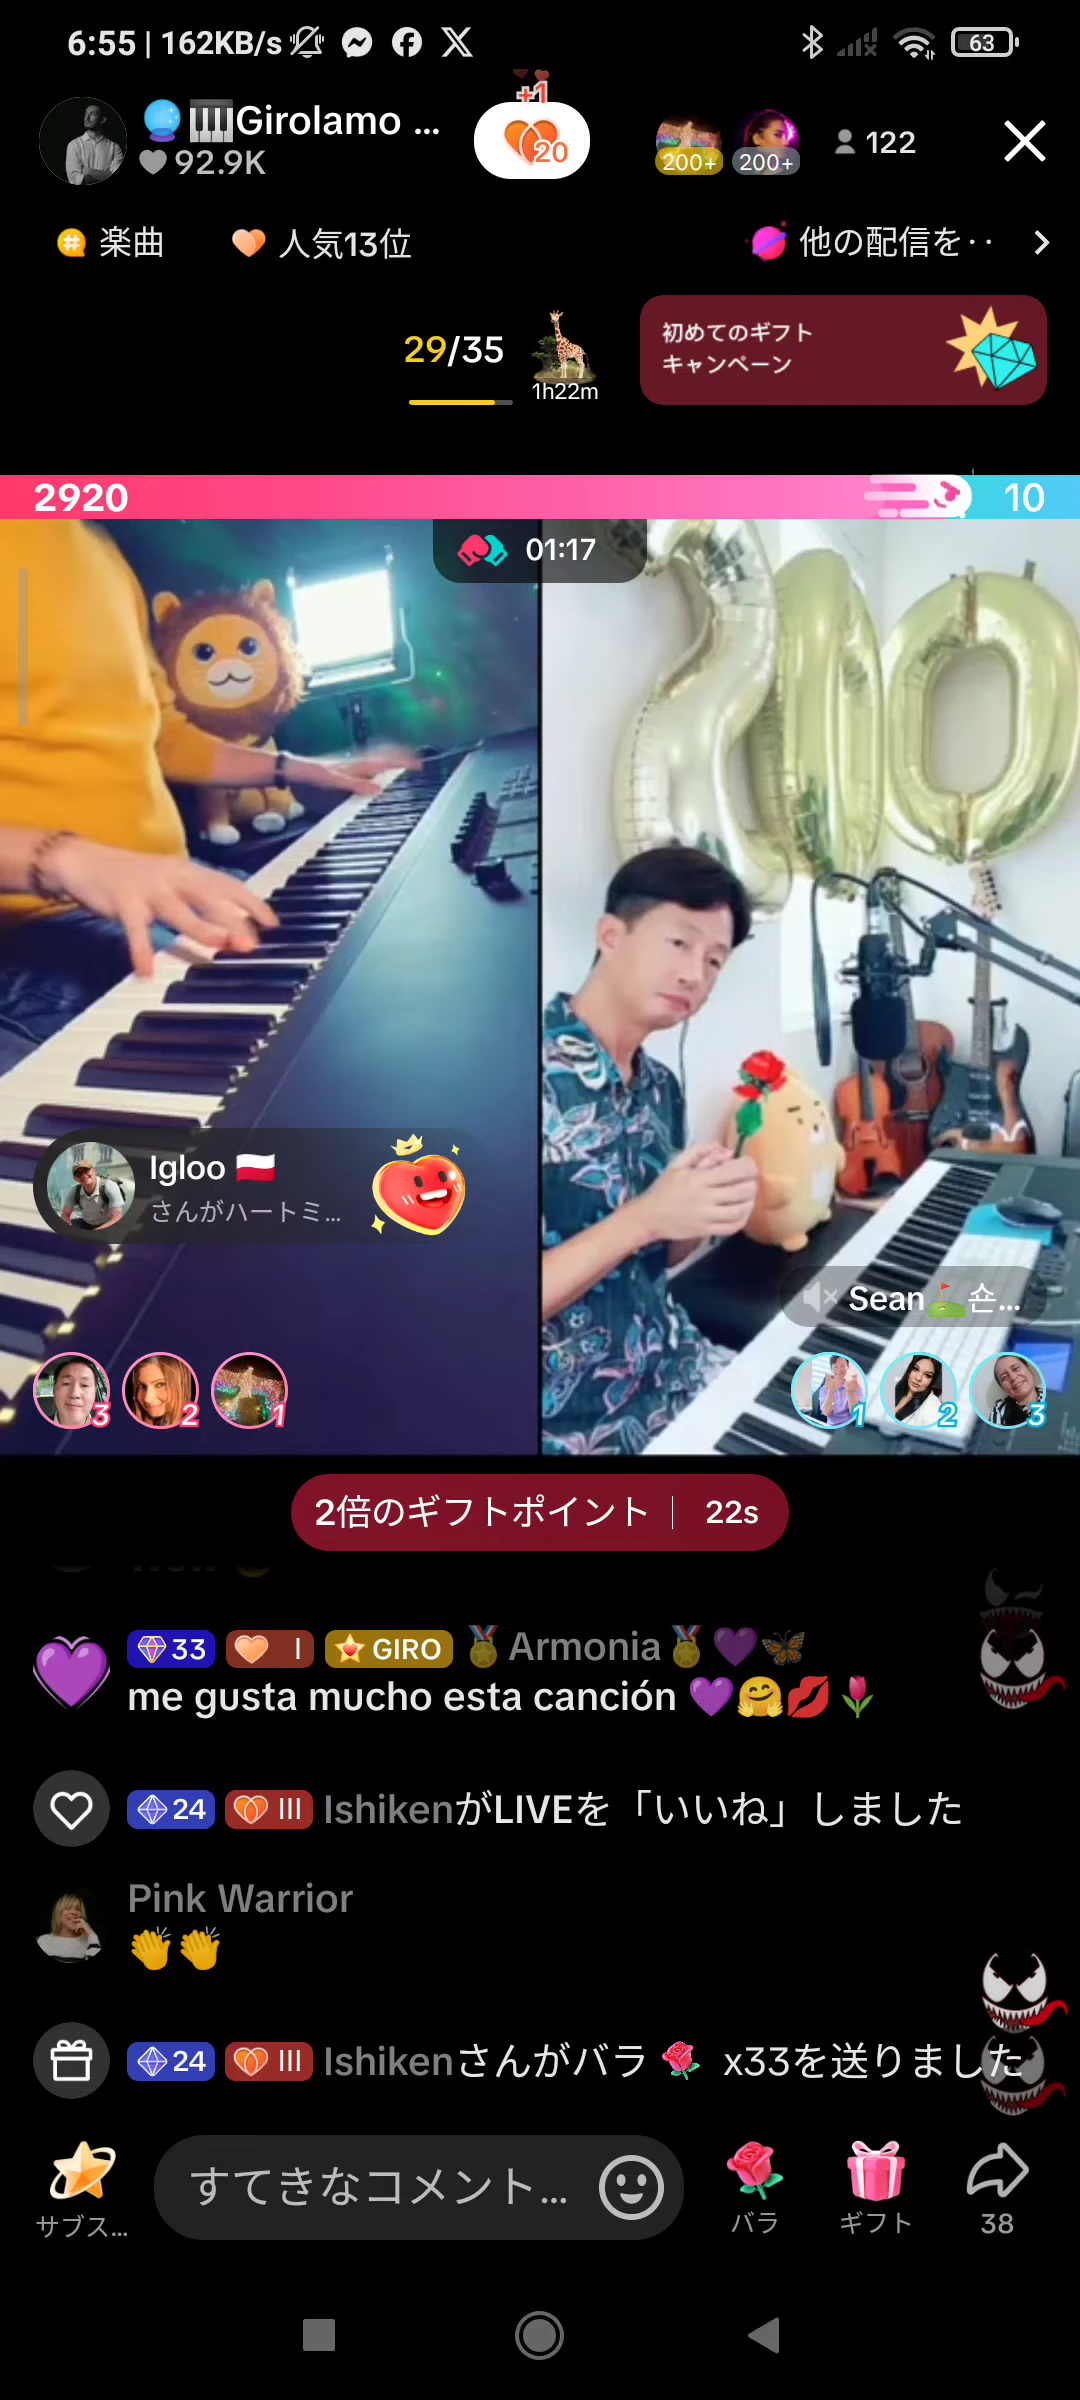 6:55 | 162KB/s
63
Girolamo ...
92.9K
+1
20
200+
200+
122
楽曲
人気13位
他の配信を‥
29/35
1h22m
初めてのギフト
キャンペーン
2920
10
01:17
Igloo
さんがハートミ...
Sean 숀...
3
2
1
1
2
3
2倍のギフトポイント | 22s
33 I GIRO Armonia
me gusta mucho esta canción
24 III IshikenがLIVEを「いいね」しました
Pink Warrior
24 III Ishikenさんがバラ x33を送りました
すてきなコメント...
サブス...
バラ
ギフト
38